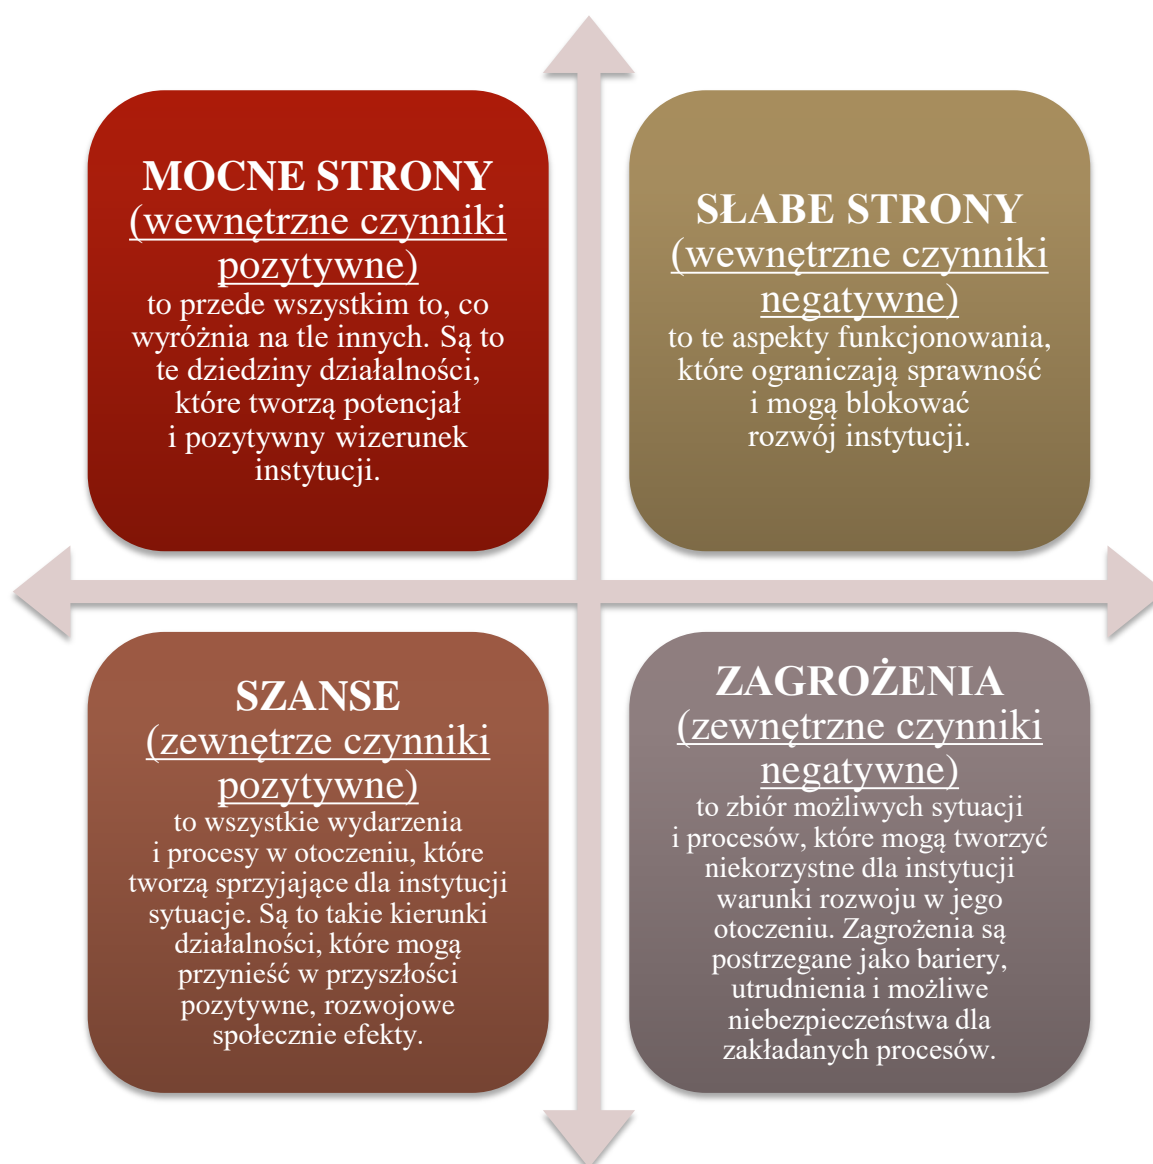 MOCNE STRONY
(wewnętrzne czynniki
pozytywne)
to przede wszystkim to, co
wyróżnia na tle innych. Są to
te dziedziny działalności,
które tworzą potencjał
i pozytywny wizerunek
instytucji.
SŁABE STRONY
(wewnętrzne czynniki
negatywne)
to te aspekty funkcjonowania,
które ograniczają sprawność
i mogą blokować
rozwój instytucji.
SZANSE
(zewnętrze czynniki
pozytywne)
to wszystkie wydarzenia
i procesy w otoczeniu, które
tworzą sprzyjające dla instytucji
sytuacje. Są to takie kierunki
działalności, które mogą
przynieść w przyszłości
pozytywne, rozwojowe
społecznie efekty.
ZAGROŻENIA
(zewnętrzne czynniki
negatywne)
to zbiór możliwych sytuacji
i procesów, które mogą tworzyć
niekorzystne dla instytucji
warunki rozwoju w jego
otoczeniu. Zagrożenia są
postrzegane jako bariery,
utrudnienia i możliwe
niebezpieczeństwa dla
zakładanych procesów.